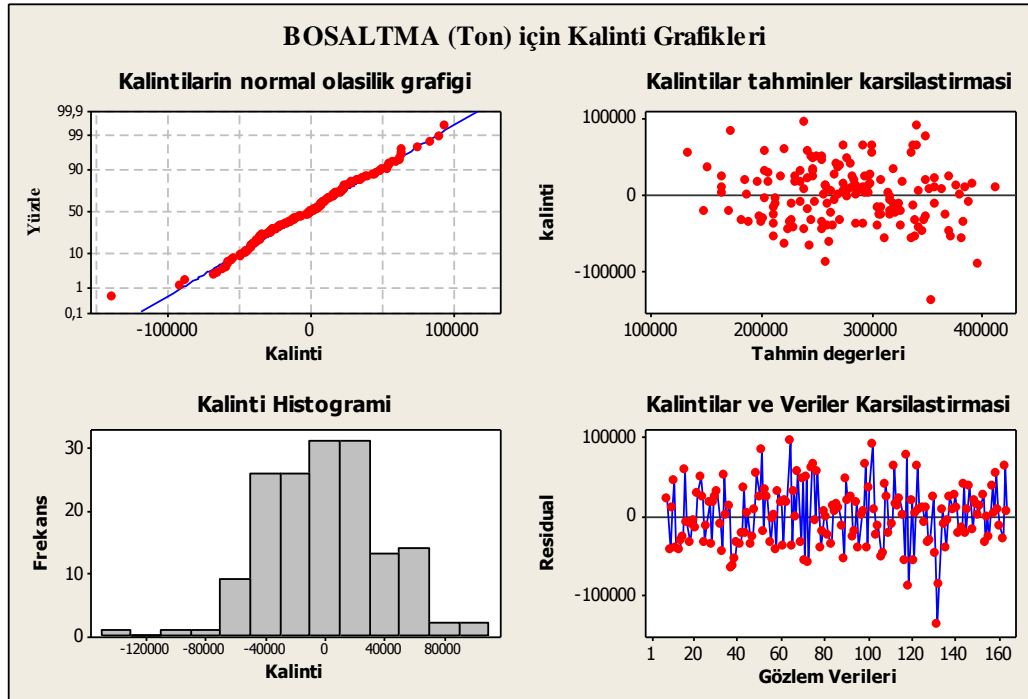 BOSALTMA (Ton) için Kalinti Grafikleri
Kalintilarin normal olasilik grafigi
Yüzde
99,9
99
90
50
10
1
0,1
-100000 0 100000
Kalinti
Kalintilar tahminler karsilastirmasi
kalinti
100000
0
-100000
100000 200000 300000 400000
Tahmin degerleri
Kalinti Histogrami
Frekans
30
20
10
0
-120000 -80000 -40000 0 40000 80000
Kalinti
Kalintilar ve Veriler Karsilastirmasi
Residual
100000
0
-100000
1 20 40 60 80 100 120 140 160
Gözlem Verileri